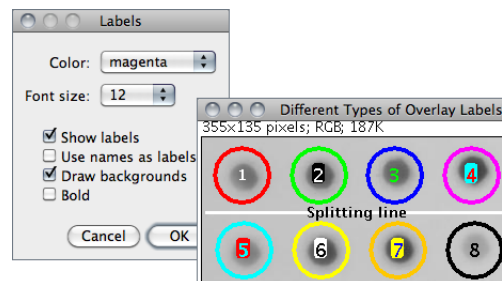 Labels
Color: magenta
Font size: 12
Show labels
Use names as labels
Draw backgrounds
Bold
Cancel OK
Different Types of Overlay Labels
355x135 pixels; RGB; 187K
1 2 3 4
Splitting line
5 6 7 8